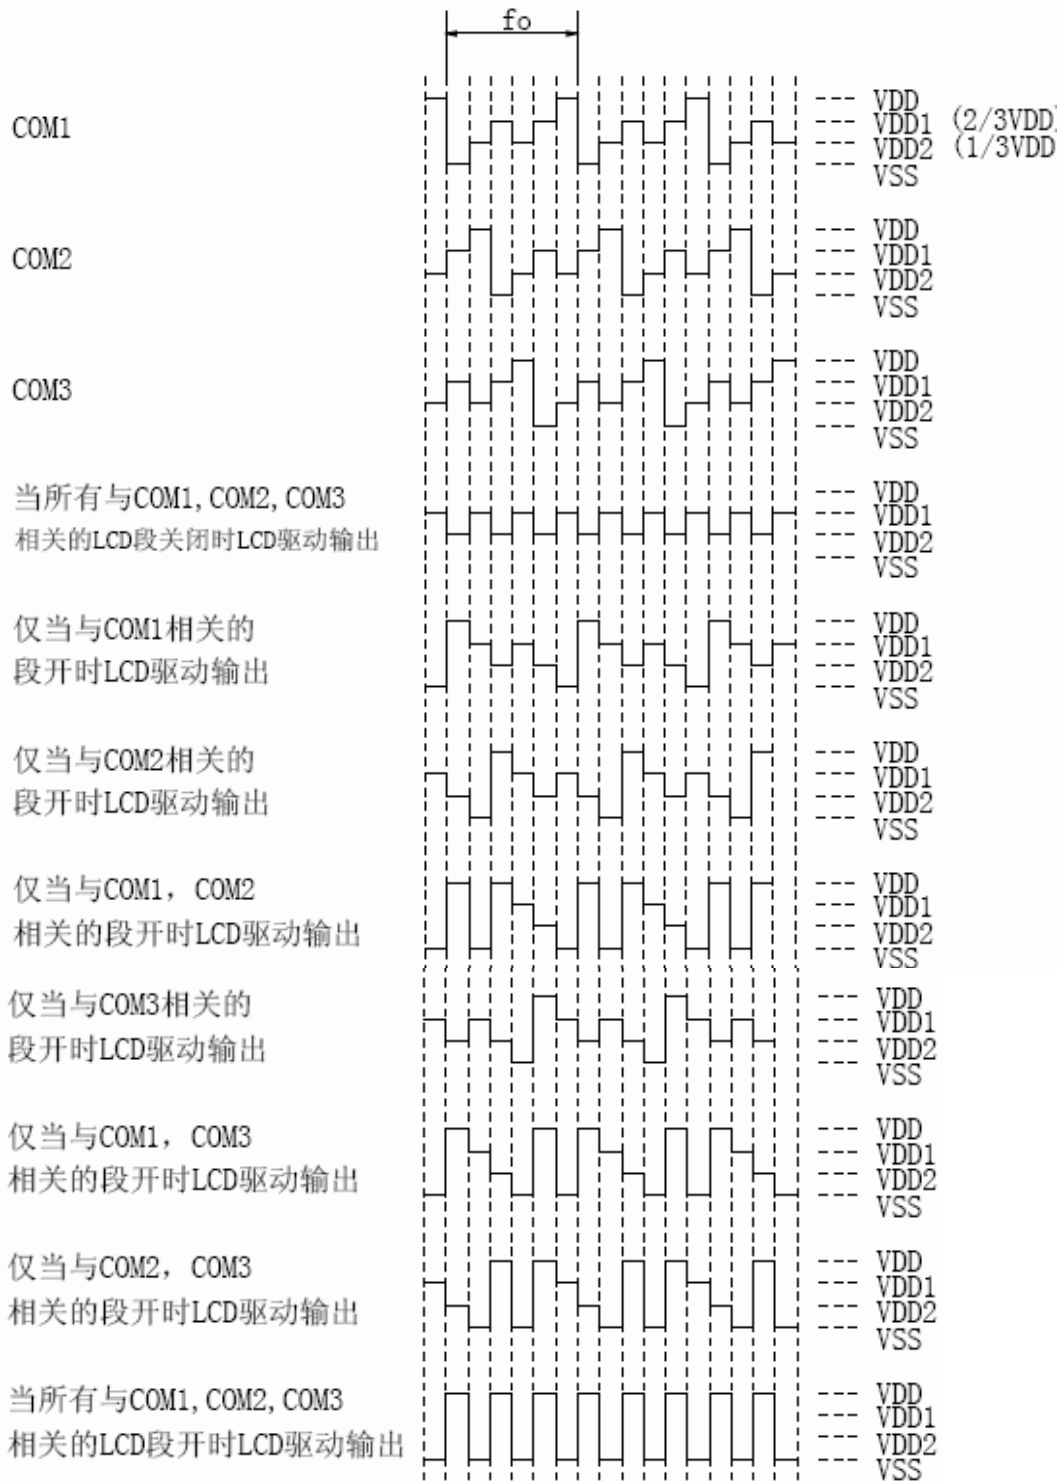 fo
COM1
VDD
VDD1 (2/3VDD)
VDD2 (1/3VDD
VSS
COM2
VDD
VDD1
VDD2
VSS
COM3
VDD
VDD1
VDD2
VSS
当所有与COM1,COM2,COM3
相关的LCD段关闭时LCD驱动输出
VDD
VDD1
VDD2
VSS
仅当与COM1相关的
段开时LCD驱动输出
VDD
VDD1
VDD2
VSS
仅当与COM2相关的
段开时LCD驱动输出
VDD
VDD1
VDD2
VSS
仅当与COM1，COM2
相关的段开时LCD驱动输出
VDD
VDD1
VDD2
VSS
仅当与COM3相关的
段开时LCD驱动输出
VDD
VDD1
VDD2
VSS
仅当与COM1，COM3
相关的段开时LCD驱动输出
VDD
VDD1
VDD2
VSS
仅当与COM2，COM3
相关的段开时LCD驱动输出
VDD
VDD1
VDD2
VSS
当所有与COM1,COM2,COM3
相关的LCD段开时LCD驱动输出
VDD
VDD1
VDD2
VSS